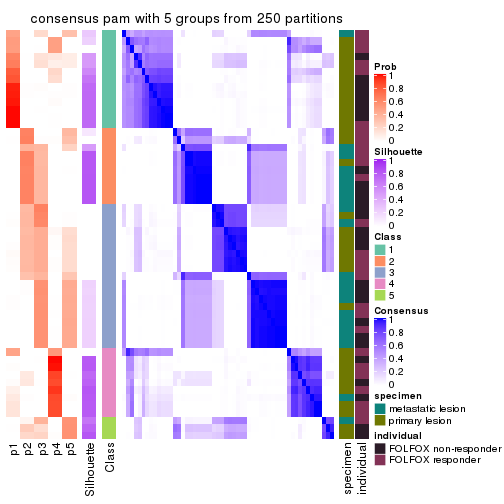 consensus pam with 5 groups from 250 partitions
Prob
1
0.8
0.6
0.4
0.2
0
Silhouette
1
0.8
0.6
0.4
0.2
0
Class
1
2
3
4
5
Consensus
1
0.8
0.6
0.4
0.2
0
specimen
metastatic lesion
primary lesion
individual
FOLFOX non-responder
FOLFOX responder
p1
p2
p3
p4
p5
Silhouette
Class
specimen
individual